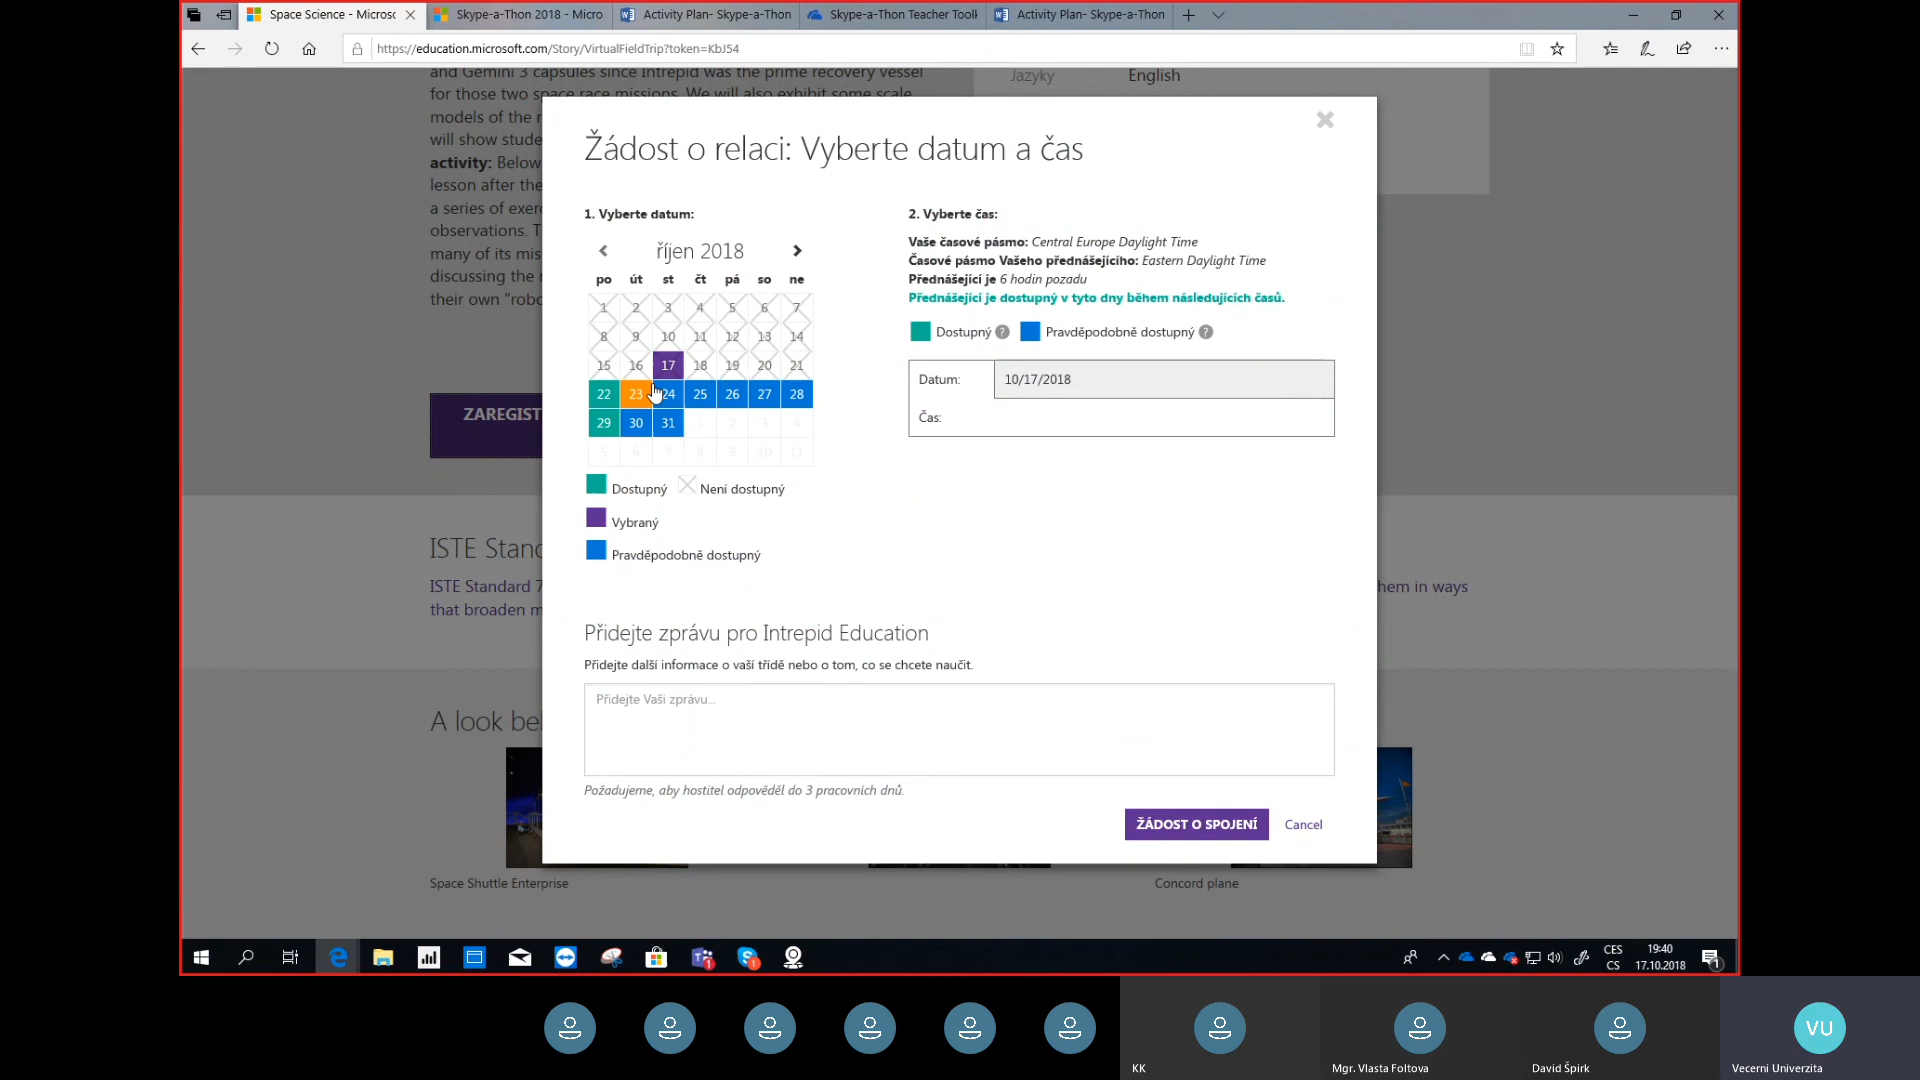 Space Science - Microsc
Skype-a-Thon 2018 - Micro
Activity Plan- Skype-a-Thon
Skype-a-Thon Teacher Toolk
Activity Plan- Skype-a-Thon
https://education.microsoft.com/Story/VirtualFieldTrip?token=KbJ54
and Gemini 3 capsules since Intrepid was the prime recovery vessel
for those two space race missions. We will also exhibit some scale
models of the
will show stude
activity: Below
lesson after the
a series of exer
observations. T
many of its mis
discussing the
their own "robo
Jazyky English
ZAREGIST
Žádost o relaci: Vyberte datum a čas
1. Vyberte datum:
říjen 2018
po út st čt pá so ne
1 2 3 4 5 6 7
8 9 10 11 12 13 14
15 16 17 18 19 20 21
22 23 24 25 26 27 28
29 30 31 1 2 3 4
5 6 7 8 9 10 11
Dostupný Není dostupný
Vybraný
Pravděpodobně dostupný
2. Vyberte čas:
Vaše časové pásmo: Central Europe Daylight Time
Časové pásmo Vašeho přednášejícího: Eastern Daylight Time
Přednášející je 6 hodin pozadu
Přednášející je dostupný v tyto dny během následujících časů.
Dostupný ? Pravděpodobně dostupný ?
Datum: 10/17/2018
Čas:
Přidejte zprávu pro Intrepid Education
Přidejte další informace o vaší třídě nebo o tom, co se chcete naučit.
Přidejte Vaši zprávu...
Požadujeme, aby hostitel odpověděl do 3 pracovních dnů.
ŽÁDOST O SPOJENÍ Cancel
ISTE Stand
ISTE Standard 7
hem in ways
that broaden m
A look be
Space Shuttle Enterprise
Concord plane
CES
CS
19:40
17.10.2018
KK
Mgr. Vlasta Foltova
David Špirk
VU
Vecerni Univerzita